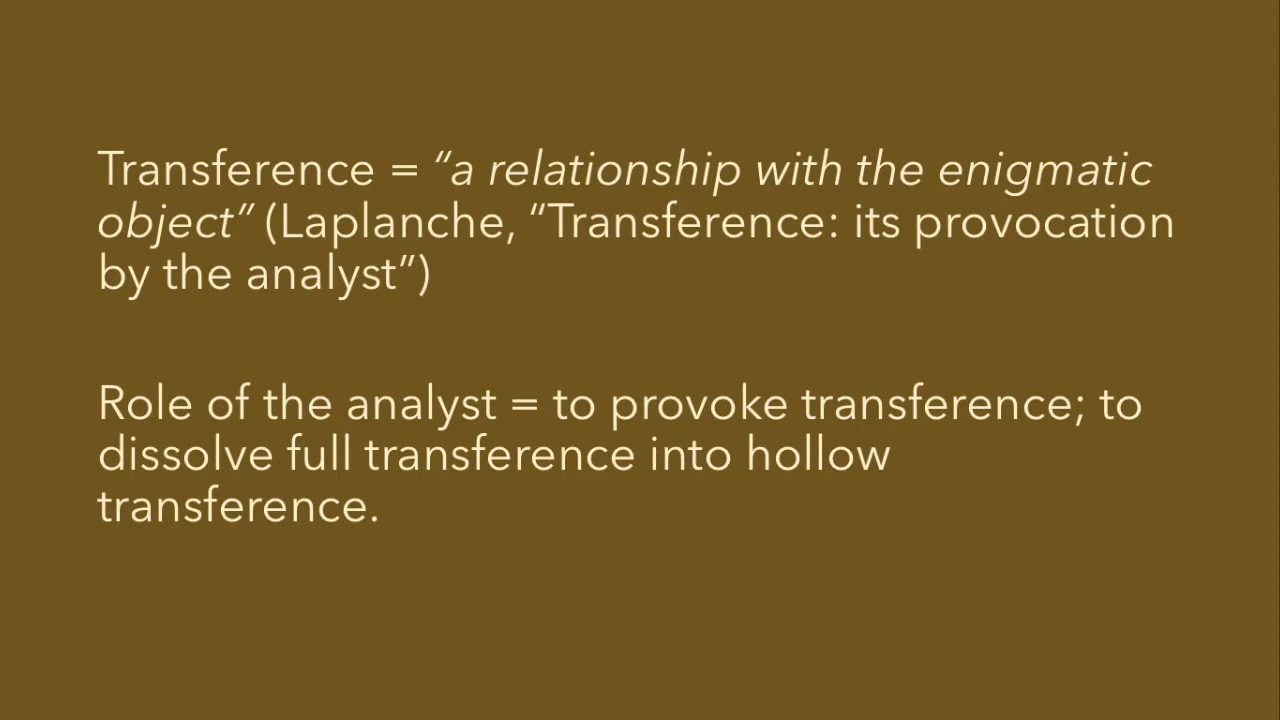 Transference = “a relationship with the enigmatic
object” (Laplanche, “Transference: its provocation
by the analyst”)
Role of the analyst = to provoke transference; to
dissolve full transference into hollow
transference.